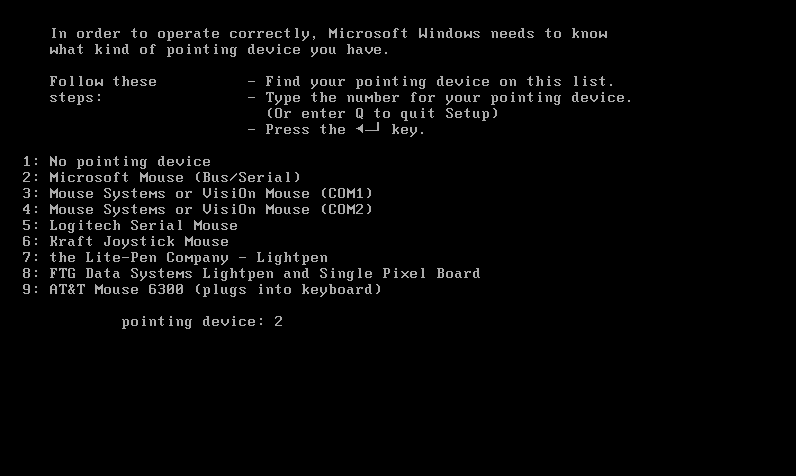 In order to operate correctly, Microsoft Windows needs to know
what kind of pointing device you have.
Follow these - Find your pointing device on this list.
steps: - Type the number for your pointing device.
(Or enter Q to quit Setup)
- Press the ◄─┘ key.
1: No pointing device
2: Microsoft Mouse (Bus/Serial)
3: Mouse Systems or VisiOn Mouse (COM1)
4: Mouse Systems or VisiOn Mouse (COM2)
5: Logitech Serial Mouse
6: Kraft Joystick Mouse
7: the Lite-Pen Company - Lightpen
8: FTG Data Systems Lightpen and Single Pixel Board
9: AT&T Mouse 6300 (plugs into keyboard)
pointing device: 2